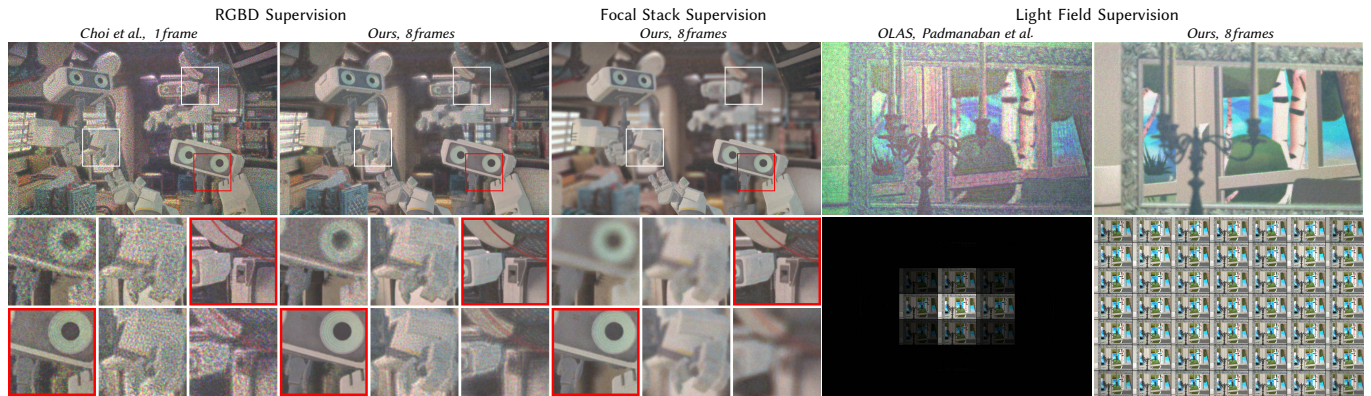 RGBD Supervision
Focal Stack Supervision
Light Field Supervision
Choi et al., 1 frame
Ours, 8 frames
Ours, 8 frames
OLAS, Padmanaban et al.
Ours, 8 frames